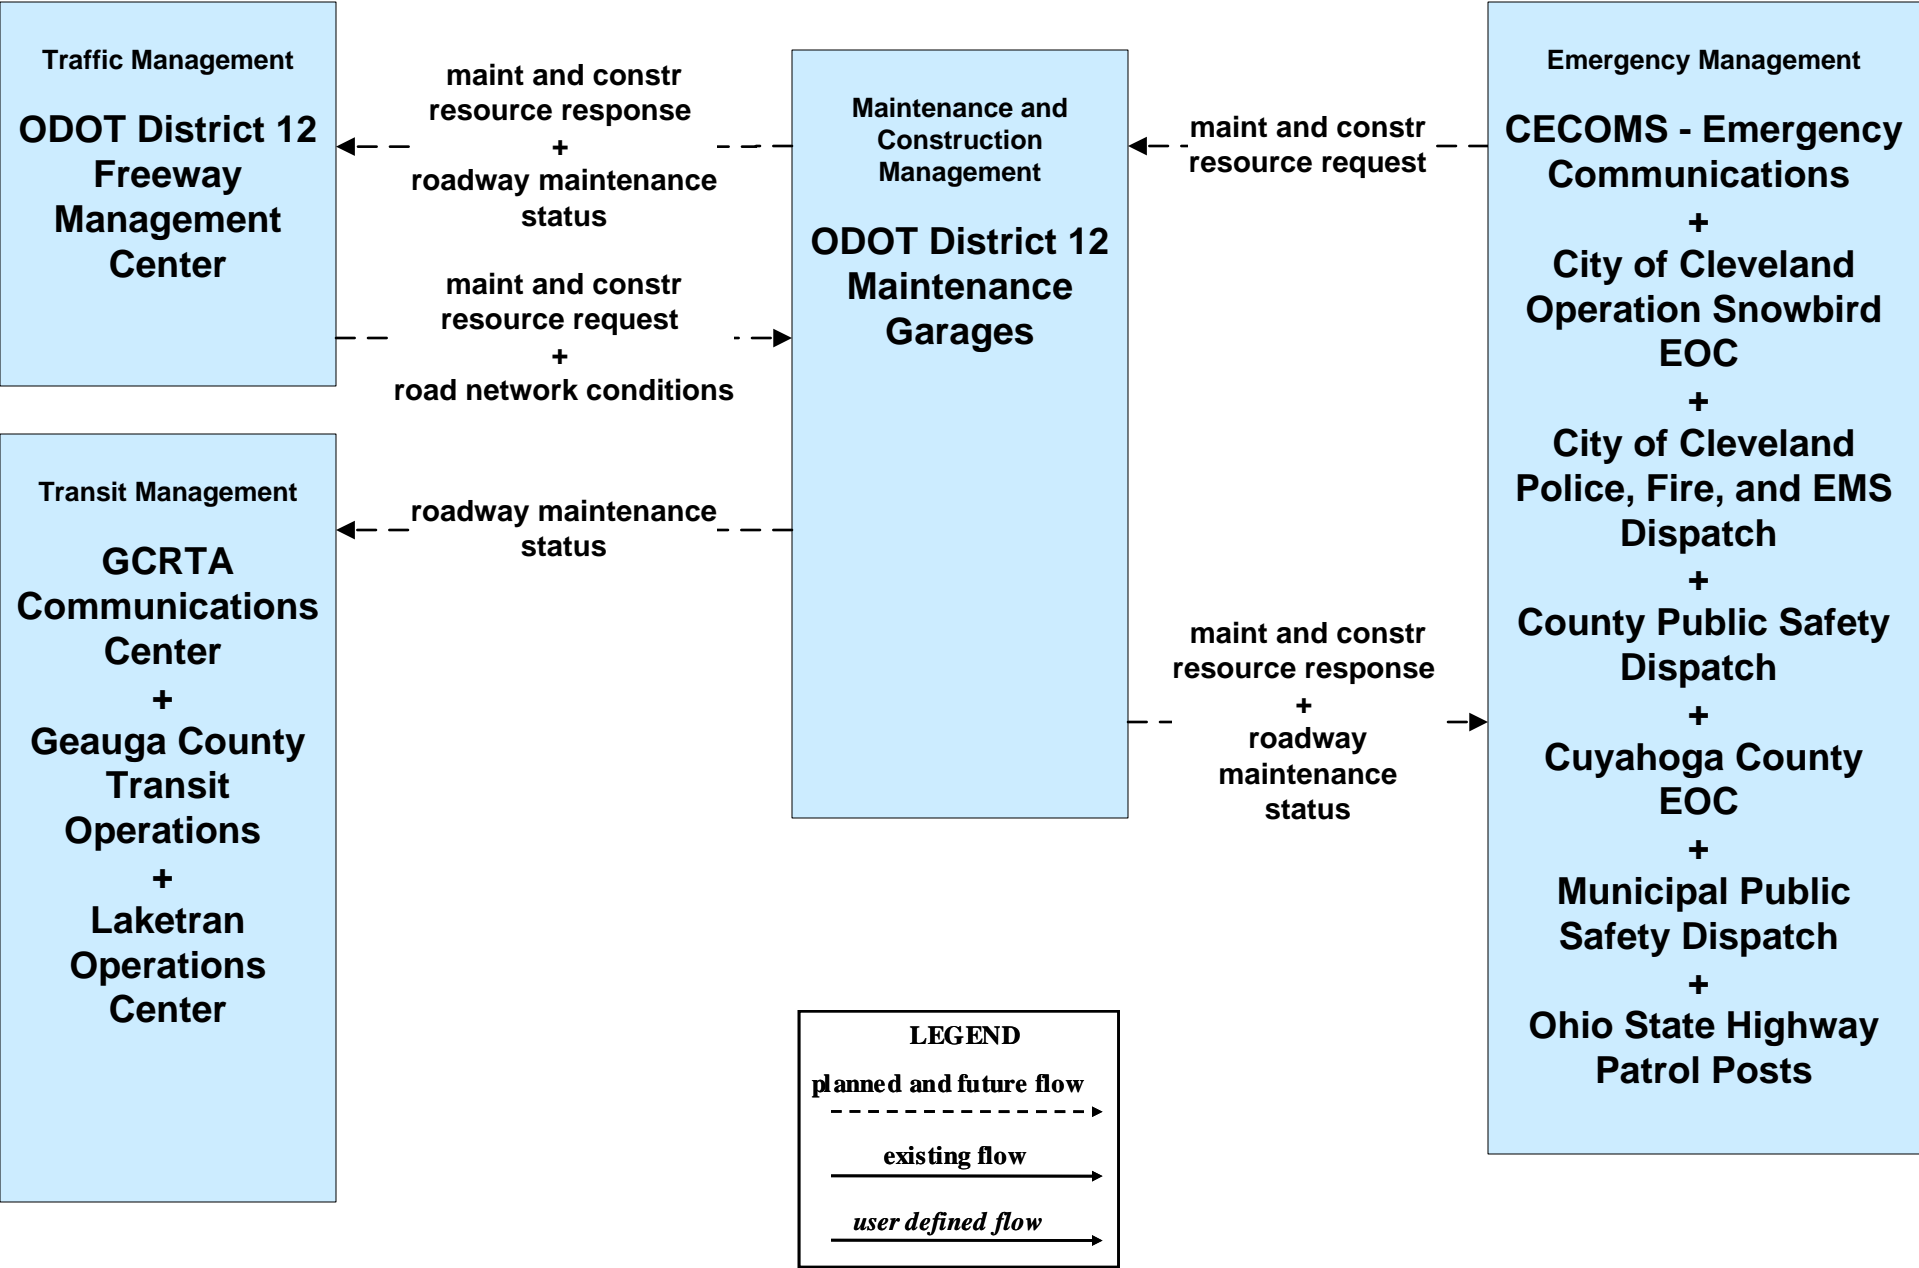 Traffic Management
ODOT District 12
Freeway
Management
Center
maint and constr
resource response
+
roadway maintenance
status
maint and constr
resource request
+
road network conditions
Transit Management
GCRTA
Communications
Center
+
Geauga County
Transit
Operations
+
Laketran
Operations
Center
roadway maintenance
status
Maintenance and
Construction
Management
ODOT District 12
Maintenance
Garages
maint and constr
resource request
maint and constr
resource response
+
roadway
maintenance
status
Emergency Management
CECOMS - Emergency
Communications
+
City of Cleveland
Operation Snowbird
EOC
+
City of Cleveland
Police, Fire, and EMS
Dispatch
+
County Public Safety
Dispatch
+
Cuyahoga County
EOC
+
Municipal Public
Safety Dispatch
+
Ohio State Highway
Patrol Posts
LEGEND
planned and future flow
existing flow
user defined flow